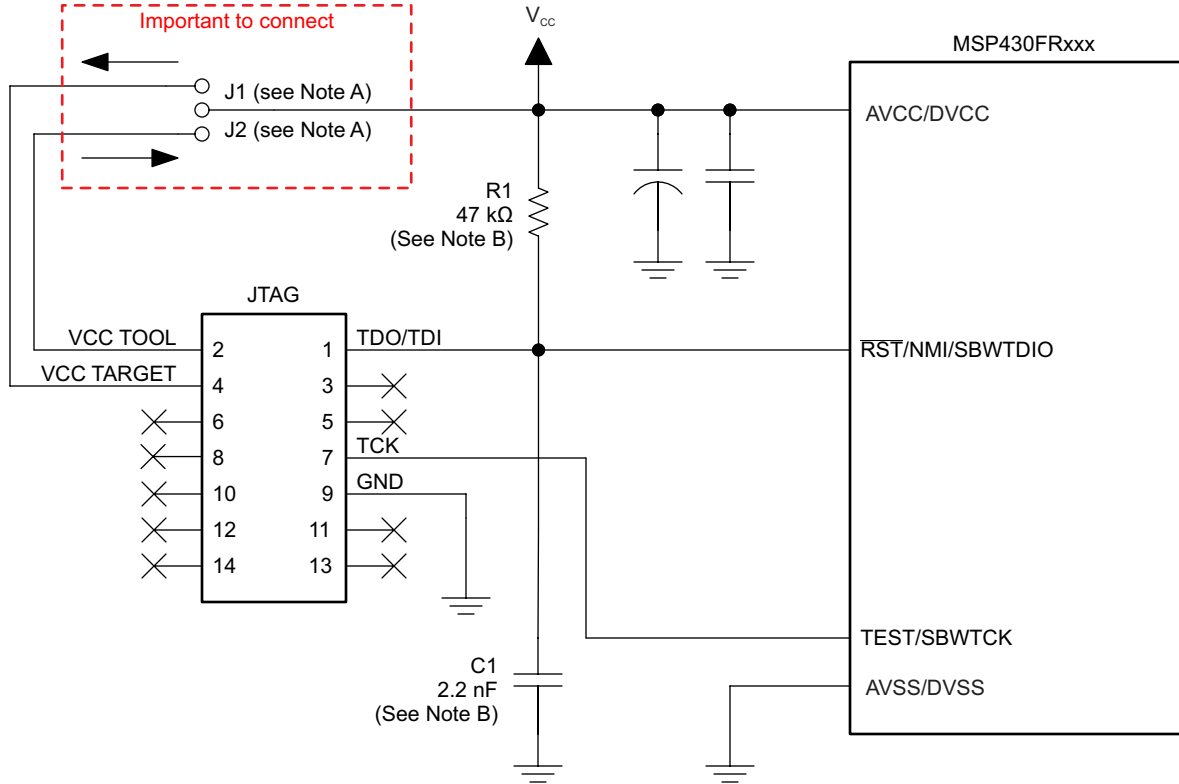 Important to connect
VCC
MSP430FRxxx
J1 (see Note A)
J2 (see Note A)
AVCC/DVCC
R1
47 kΩ
(See Note B)
JTAG
VCC TOOL
2
1
TDO/TDI
RST/NMI/SBWTDIO
VCC TARGET
4
3
6
5
TCK
8
7
GND
10
9
12
11
14
13
TEST/SBWTCK
C1
2.2 nF
(See Note B)
AVSS/DVSS